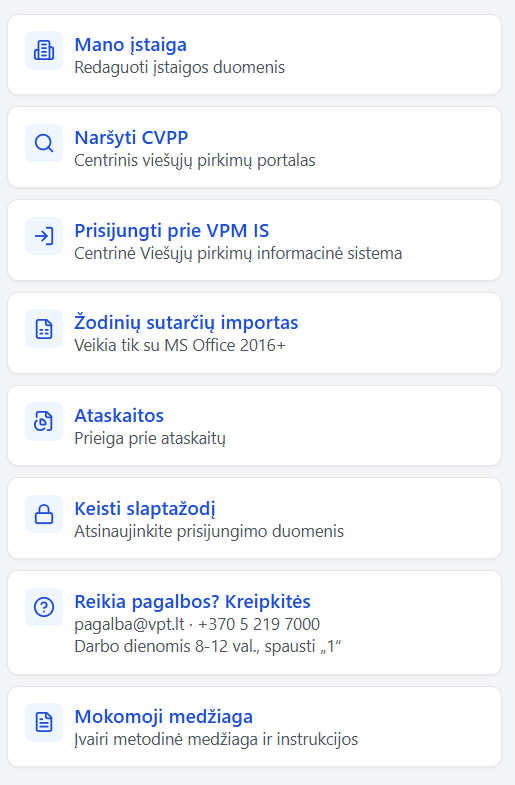 Mano įstaiga
Redaguoti įstaigos duomenis
Naršyti CVPP
Centrinis viešųjų pirkimų portalas
Prisijungti prie VPM IS
Centrinė Viešųjų pirkimų informacinė sistema
Žodinių sutarčių importas
Veikia tik su MS Office 2016+
Ataskaitos
Prieiga prie ataskaitų
Keisti slaptažodį
Atsinaujinkite prisijungimo duomenis
Reikia pagalbos? Kreipkitės
pagalba@vpt.lt · +370 5 219 7000
Darbo dienomis 8-12 val., spausti „1“
Mokomoji medžiaga
Įvairi metodinė medžiaga ir instrukcijos